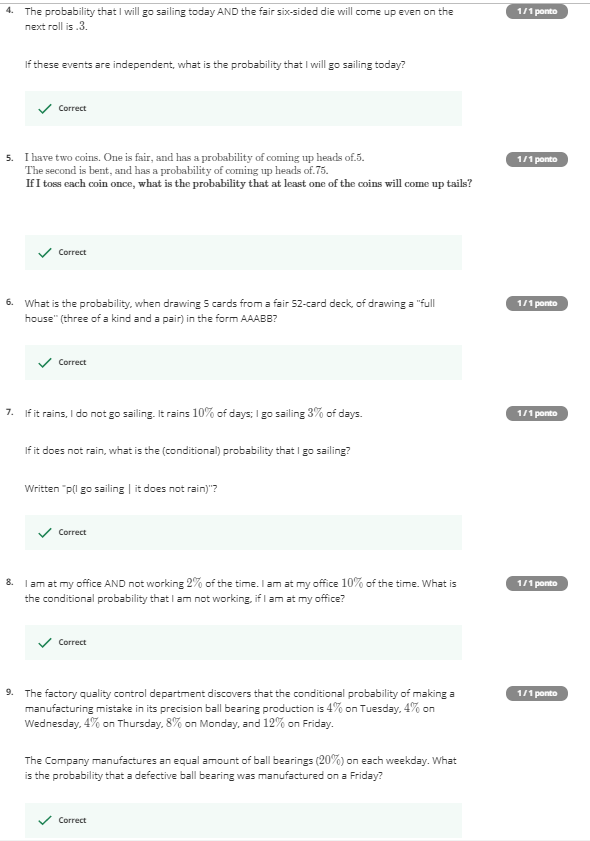 4. The probability that I will go sailing today AND the fair six-sided die will come up even on the 1 / 1 ponto
next roll is .3.
If these events are independent, what is the probability that I will go sailing today?
Correct
5. I have two coins. One is fair, and has a probability of coming up heads of.5. 1 / 1 ponto
The second is bent, and has a probability of coming up heads of.75.
If I toss each coin once, what is the probability that at least one of the coins will come up tails?
Correct
6. What is the probability, when drawing 5 cards from a fair 52-card deck, of drawing a "full 1 / 1 ponto
house" (three of a kind and a pair) in the form AAABB?
Correct
7. If it rains, I do not go sailing. It rains 10% of days; I go sailing 3% of days. 1 / 1 ponto
If it does not rain, what is the (conditional) probability that I go sailing?
Written "p(I go sailing | it does not rain)"?
Correct
8. I am at my office AND not working 2% of the time. I am at my office 10% of the time. What is 1 / 1 ponto
the conditional probability that I am not working, if I am at my office?
Correct
9. The factory quality control department discovers that the conditional probability of making a 1 / 1 ponto
manufacturing mistake in its precision ball bearing production is 4% on Tuesday, 4% on
Wednesday, 4% on Thursday, 8% on Monday, and 12% on Friday.
The Company manufactures an equal amount of ball bearings (20%) on each weekday. What
is the probability that a defective ball bearing was manufactured on a Friday?
Correct